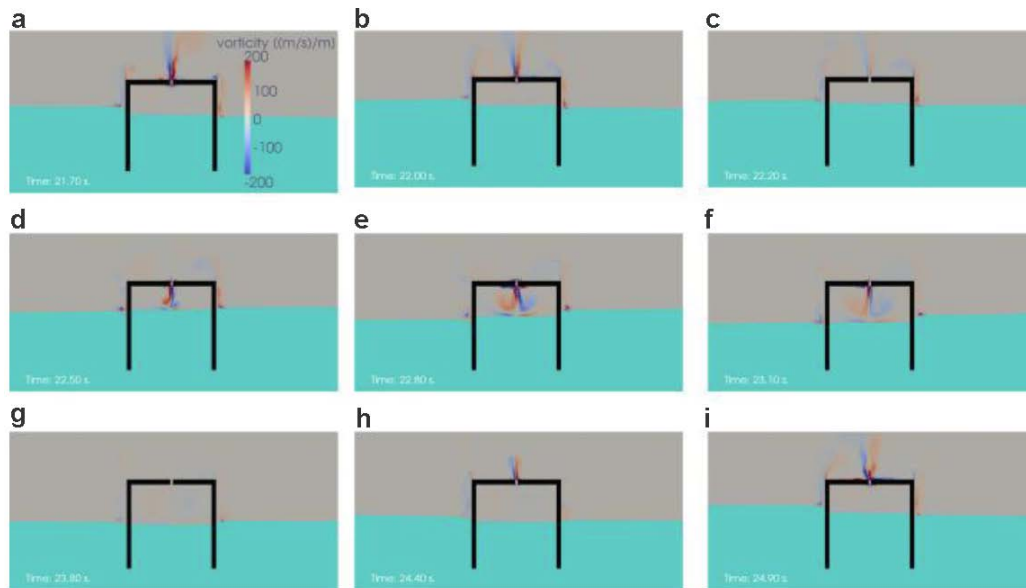 a
b
c
vorticity [(m/s)/m]
200
100
0
-100
-200
Time: 21.70 s.
Time: 22.00 s.
Time: 22.20 s.
d
e
f
Time: 22.50 s.
Time: 22.80 s.
Time: 23.10 s.
g
h
i
Time: 23.80 s.
Time: 24.40 s.
Time: 24.90 s.